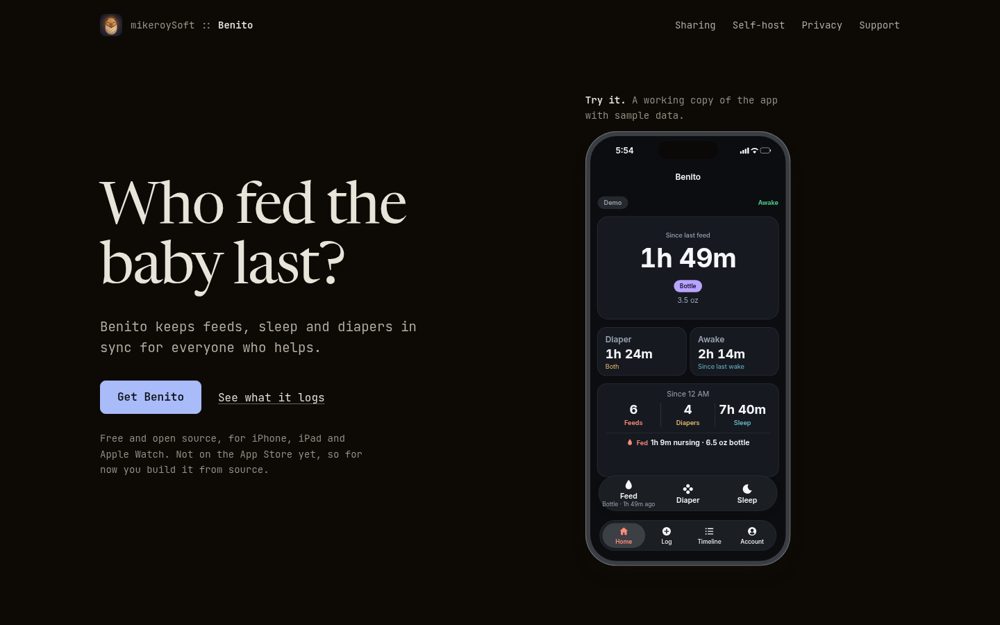 mikeroySoft :: Benito
Sharing Self-host Privacy Support
Who fed the
baby last?
Benito keeps feeds, sleep and diapers in
sync for everyone who helps.
Get Benito
See what it logs
Free and open source, for iPhone, iPad and
Apple Watch. Not on the App Store yet, so for
now you build it from source.
Try it. A working copy of the app
with sample data.
5:54
Benito
Demo
Awake
Since last feed
1h 49m
Bottle
3.5 oz
Diaper
1h 24m
Both
Awake
2h 14m
Since last wake
Since 12 AM
6 4 7h 40m
Feeds Diapers Sleep
Fed 1h 9m nursing · 6.5 oz bottle
Feed
Bottle · 1h 49m ago
Diaper
Sleep
Home Log Timeline Account